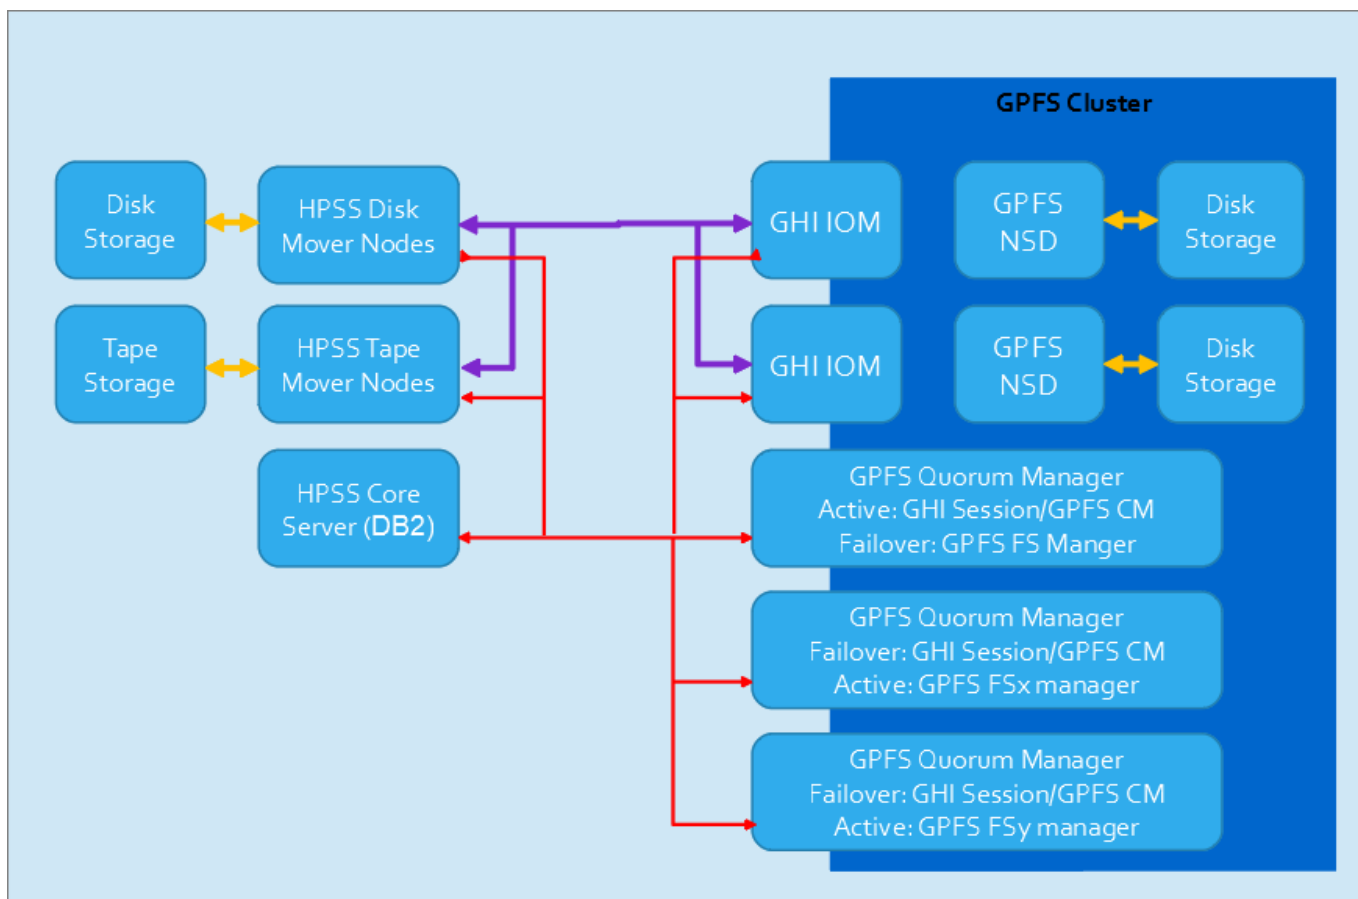 GPFS Cluster
Disk
Storage
HPSS Disk
Mover Nodes
GHI IOM
GPFS
NSD
Disk
Storage
Tape
Storage
HPSS Tape
Mover Nodes
GHI IOM
GPFS
NSD
Disk
Storage
HPSS Core
Server (DB2)
GPFS Quorum Manager
Active: GHI Session/GPFS CM
Failover: GPFS FS Manger
GPFS Quorum Manager
Failover: GHI Session/GPFS CM
Active: GPFS FSx manager
GPFS Quorum Manager
Failover: GHI Session/GPFS CM
Active: GPFS FSy manager